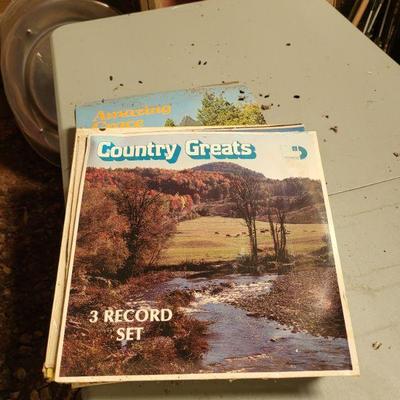 Amazing
Grace
Country Greats
3 RECORD
SET